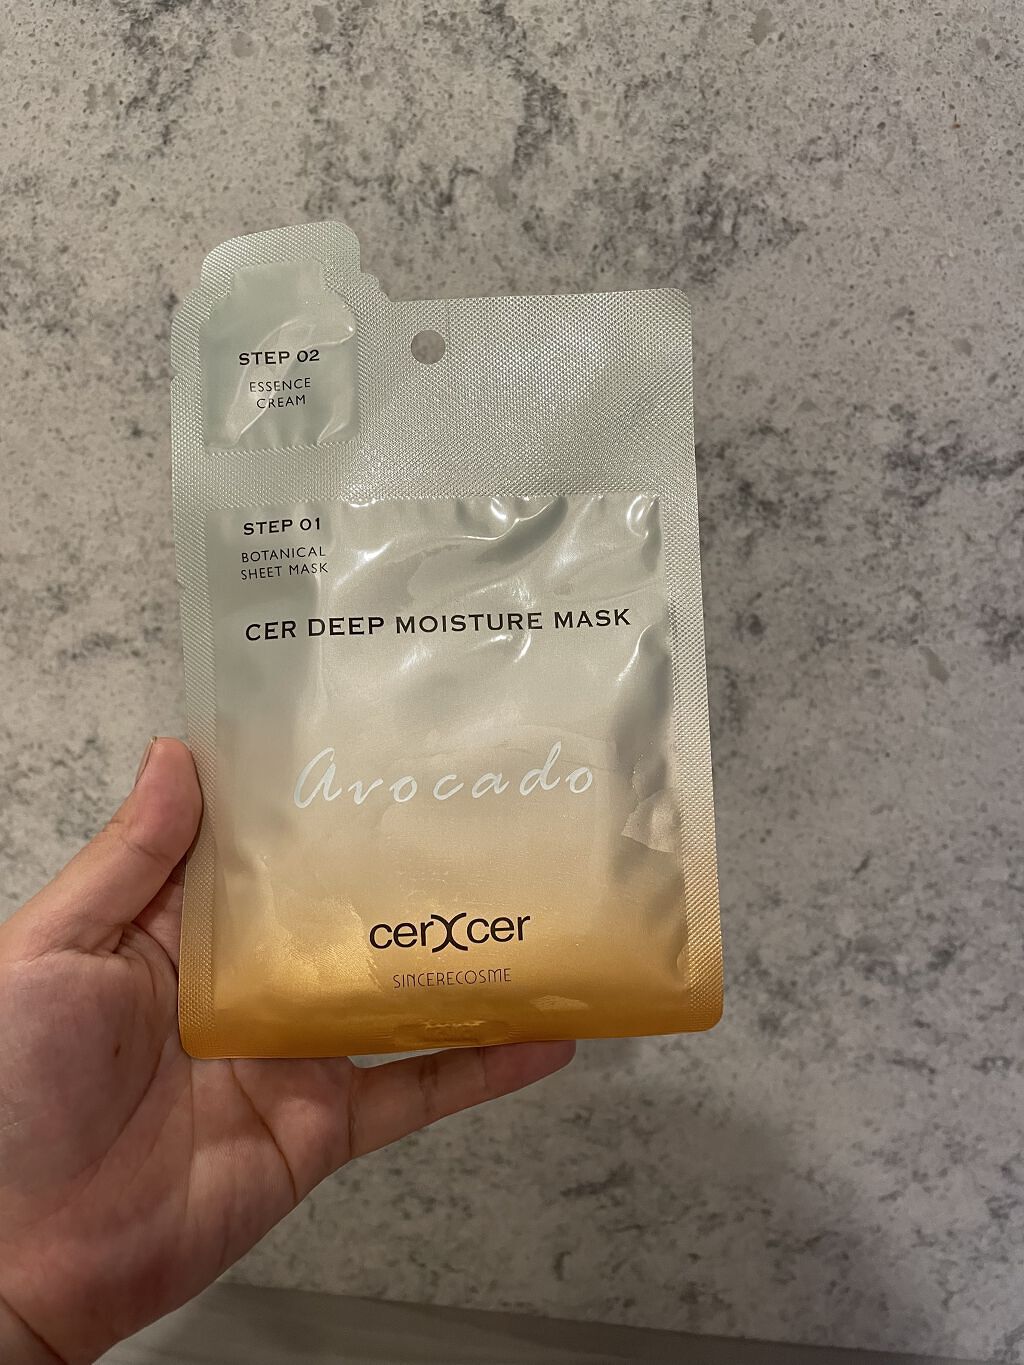 STEP 02
ESSENCE
CREAM
STEP 01
BOTANICAL
SHEET MASK
CER DEEP MOISTURE MASK
Avocado
cerXcer
SINCERECOSME